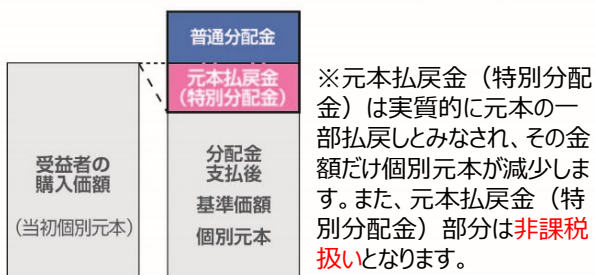 普通分配金
元本払戻金
(特別分配金)
受益者の
購入価額
(当初個別元本)
分配金
支払後
基準価額
個別元本
※元本払戻金（特別分配
金）は実質的に元本の一
部払戻しとみなされ、その金
額だけ個別元本が減少しま
す。また、元本払戻金（特
別分配金）部分は非課税
扱いとなります。